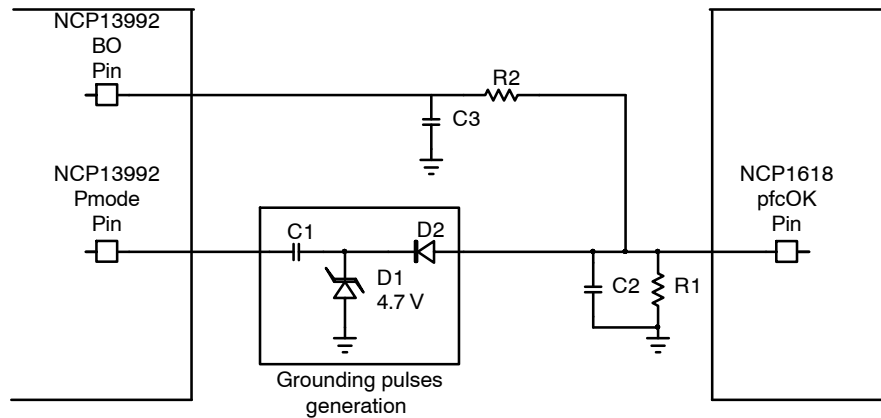 NCP13992
BO
Pin
R2
C3
NCP13992
Pmode
Pin
NCP1618
pfcOK
Pin
C1
D2
D1
4.7 V
C2
R1
Grounding pulses
generation